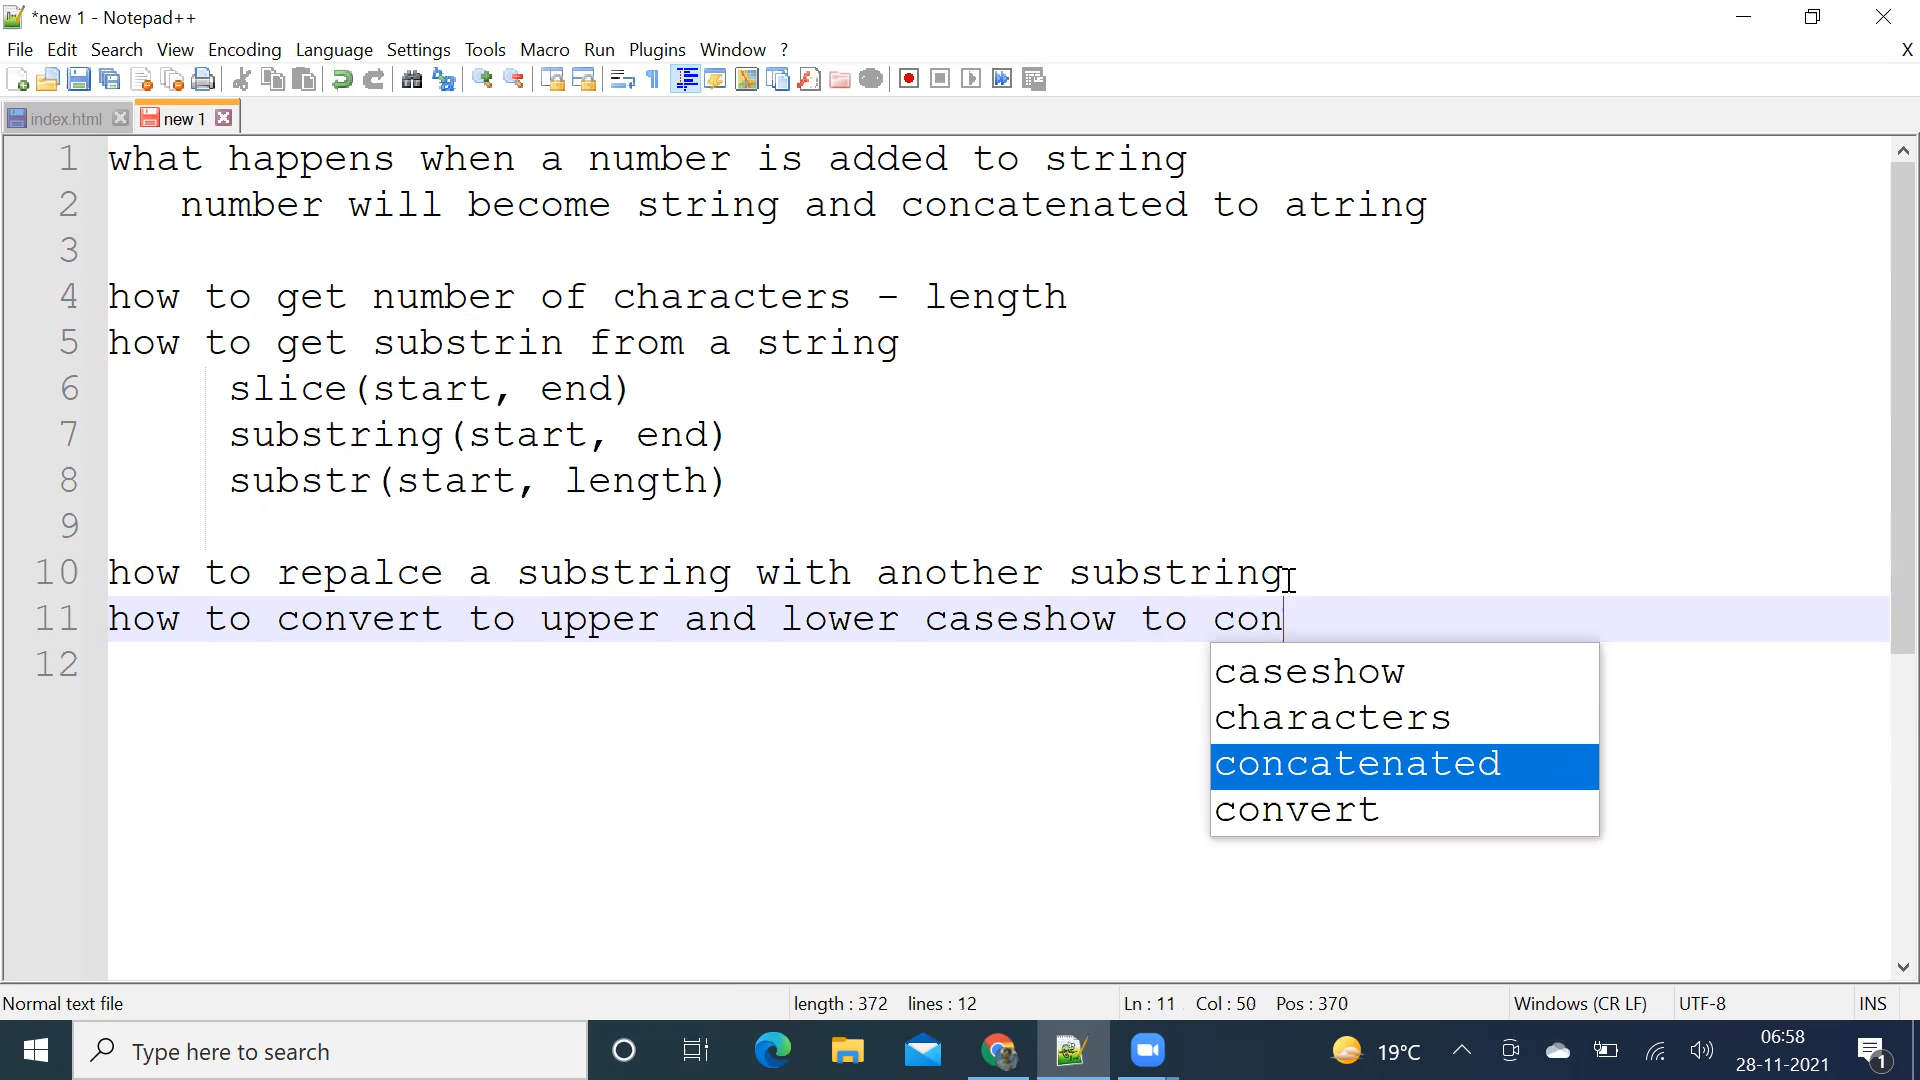 *new 1 - Notepad++
File Edit Search View Encoding Language Settings Tools Macro Run Plugins Window ? X
index.html new 1
1 what happens when a number is added to string
2 number will become string and concatenated to atring
3
4 how to get number of characters - length
5 how to get substrin from a string
6 slice(start, end)
7 substring(start, end)
8 substr(start, length)
9
10 how to repalce a substring with another substring
11 how to convert to upper and lower caseshow to con
12
caseshow
characters
concatenated
convert
Normal text file length : 372 lines : 12 Ln : 11 Col : 50 Pos : 370 Windows (CR LF) UTF-8 INS
Type here to search 19°C 06:58
28-11-2021 1